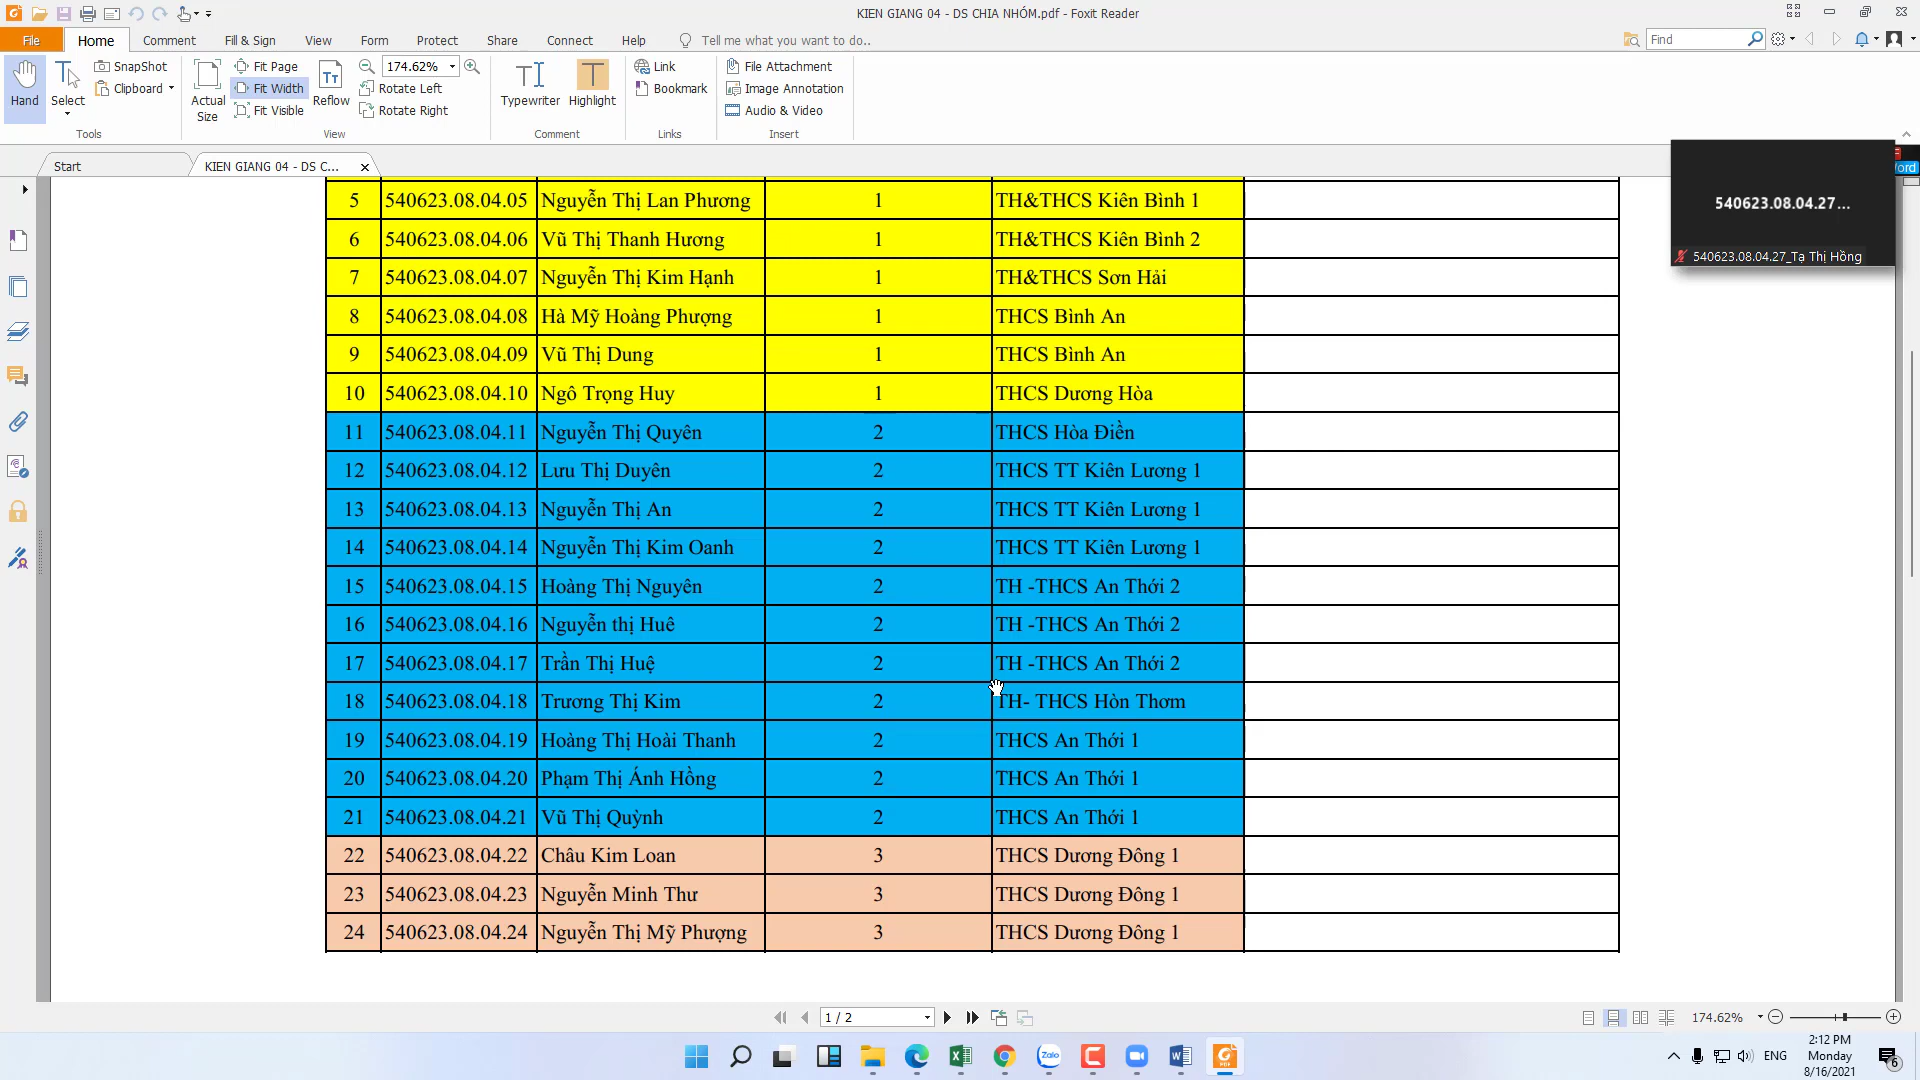 KIEN GIANG 04 - DS CHIA NHÓM.pdf - Foxit Reader
File Home Comment Fill & Sign View Form Protect Share Connect Help Tell me what you want to do.. Find
Hand Select SnapShot Clipboard Actual Size Fit Page Fit Width Fit Visible Reflow 174.62% Rotate Left Rotate Right Typewriter Highlight Link Bookmark File Attachment Image Annotation Audio & Video
Tools View Comment Links Insert
Start KIEN GIANG 04 - DS C...
ord
540623.08.04.27...
540623.08.04.27_Tạ Thị Hồng
5 540623.08.04.05 Nguyễn Thị Lan Phương 1 TH&THCS Kiên Bình 1
6 540623.08.04.06 Vũ Thị Thanh Hương 1 TH&THCS Kiên Bình 2
7 540623.08.04.07 Nguyễn Thị Kim Hạnh 1 TH&THCS Sơn Hải
8 540623.08.04.08 Hà Mỹ Hoàng Phượng 1 THCS Bình An
9 540623.08.04.09 Vũ Thị Dung 1 THCS Bình An
10 540623.08.04.10 Ngô Trọng Huy 1 THCS Dương Hòa
11 540623.08.04.11 Nguyễn Thị Quyên 2 THCS Hòa Điền
12 540623.08.04.12 Lưu Thị Duyên 2 THCS TT Kiên Lương 1
13 540623.08.04.13 Nguyễn Thị An 2 THCS TT Kiên Lương 1
14 540623.08.04.14 Nguyễn Thị Kim Oanh 2 THCS TT Kiên Lương 1
15 540623.08.04.15 Hoàng Thị Nguyên 2 TH -THCS An Thới 2
16 540623.08.04.16 Nguyễn thị Huê 2 TH -THCS An Thới 2
17 540623.08.04.17 Trần Thị Huệ 2 TH -THCS An Thới 2
18 540623.08.04.18 Trương Thị Kim 2 TH- THCS Hòn Thơm
19 540623.08.04.19 Hoàng Thị Hoài Thanh 2 THCS An Thới 1
20 540623.08.04.20 Phạm Thị Ánh Hồng 2 THCS An Thới 1
21 540623.08.04.21 Vũ Thị Quỳnh 2 THCS An Thới 1
22 540623.08.04.22 Châu Kim Loan 3 THCS Dương Đông 1
23 540623.08.04.23 Nguyễn Minh Thư 3 THCS Dương Đông 1
24 540623.08.04.24 Nguyễn Thị Mỹ Phượng 3 THCS Dương Đông 1
1 / 2 174.62%
Zalo ENG 2:12 PM
Monday
8/16/2021 6